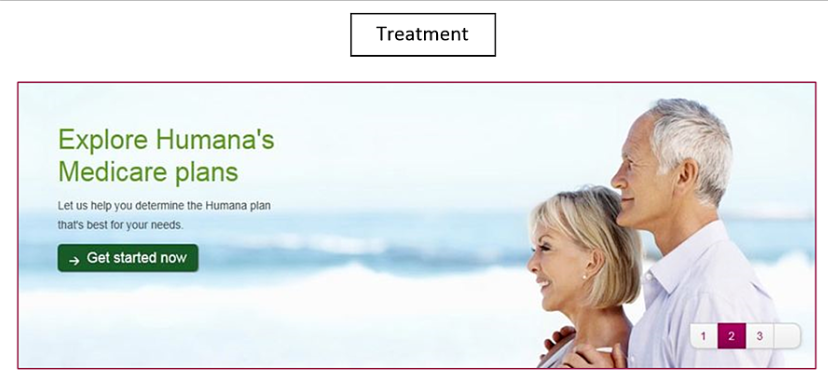 Treatment
Explore Humana's
Medicare plans
Let us help you determine the Humana plan
that's best for your needs.
→ Get started now
1 2 3